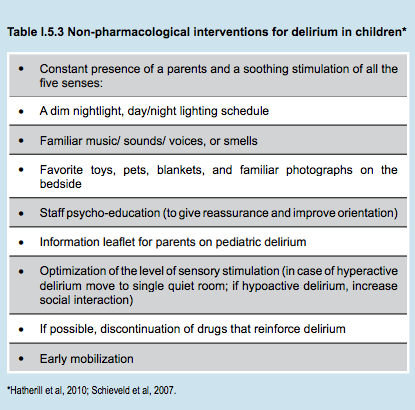 Table I.5.3 Non-pharmacological interventions for delirium in children*
• Constant presence of a parents and a soothing stimulation of all the
five senses:
• A dim nightlight, day/night lighting schedule
• Familiar music/ sounds/ voices, or smells
• Favorite toys, pets, blankets, and familiar photographs on the
bedside
• Staff psycho-education (to give reassurance and improve orientation)
• Information leaflet for parents on pediatric delirium
• Optimization of the level of sensory stimulation (in case of hyperactive
delirium move to single quiet room; if hypoactive delirium, increase
social interaction)
• If possible, discontinuation of drugs that reinforce delirium
• Early mobilization
*Hatherill et al, 2010; Schieveld et al, 2007.